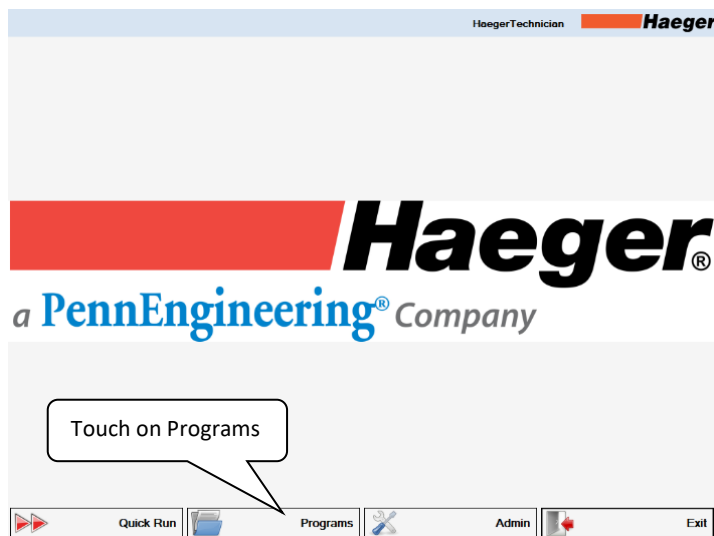 HaegerTechnician Haeger
Haeger®
a PennEngineering® Company
Touch on Programs
Quick Run Programs Admin Exit